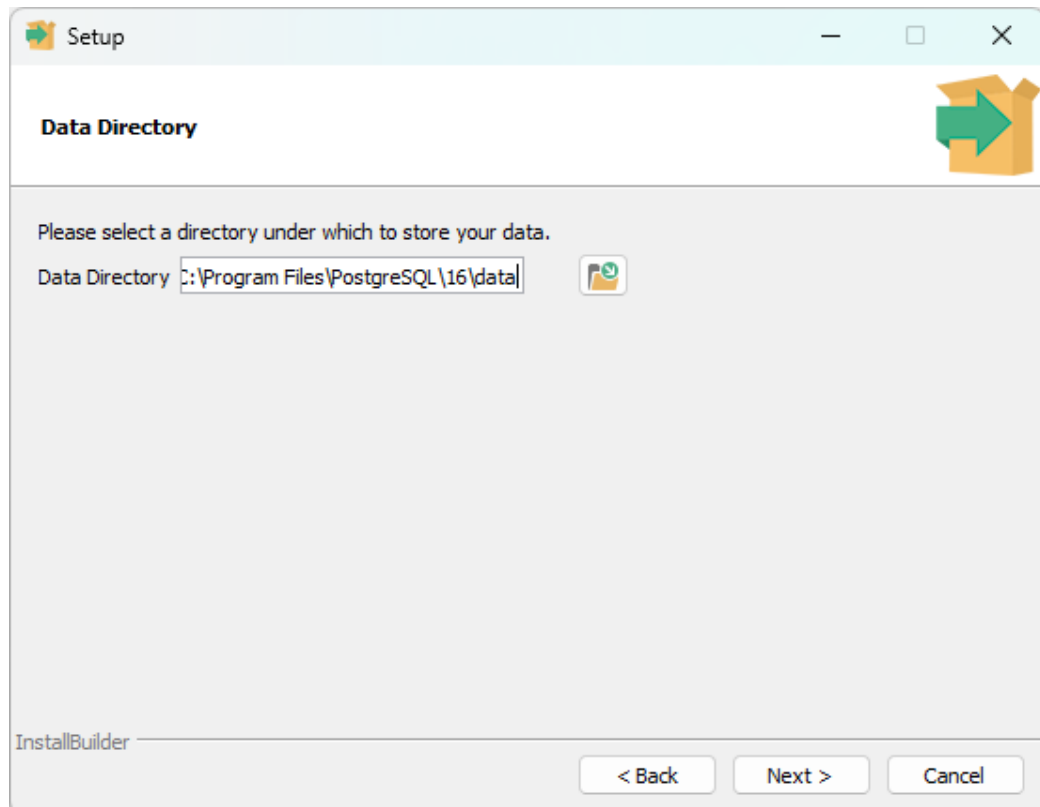 Setup
Data Directory
Please select a directory under which to store your data.
Data Directory C:\Program Files\PostgreSQL\16\data
InstallBuilder
< Back Next > Cancel